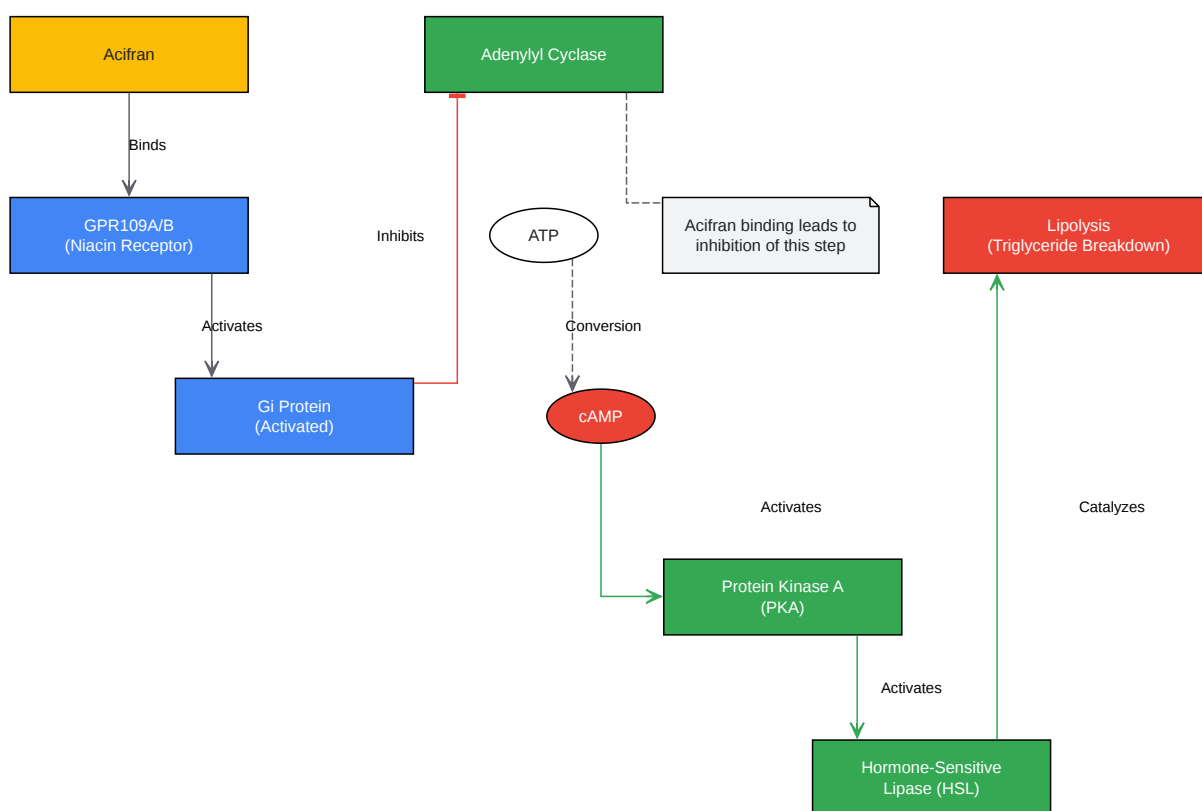 Acifran
Adenylyl Cyclase
Binds
GPR109A/B
(Niacin Receptor)
Inhibits
ATP
Acifran binding leads to
inhibition of this step
Lipolysis
(Triglyceride Breakdown)
Activates
Conversion
Gi Protein
(Activated)
cAMP
Activates
Catalyzes
Protein Kinase A
(PKA)
Activates
Hormone-Sensitive
Lipase (HSL)